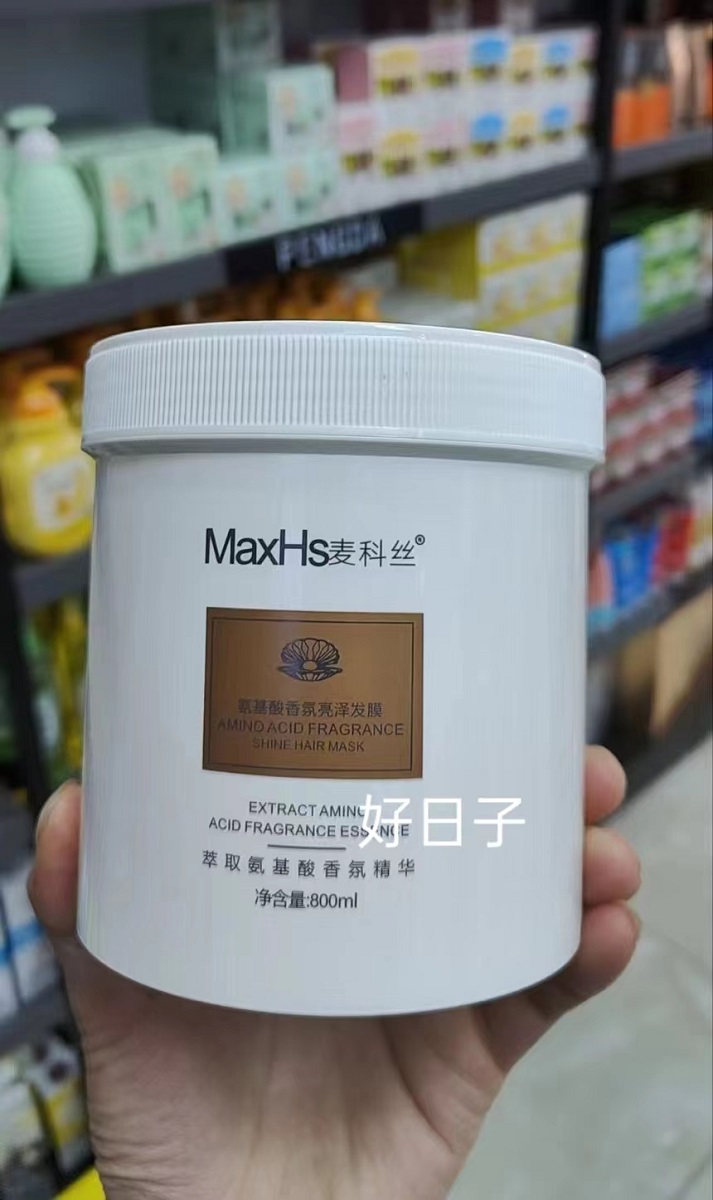 PENGDA
MaxHs麦科丝®
氨基酸香氛亮泽发膜
AMINO ACID FRAGRANCE
SHINE HAIR MASK
EXTRACT AMINO
ACID FRAGRANCE ESSENCE
好日子
萃取氨基酸香氛精华
净含量:800ml